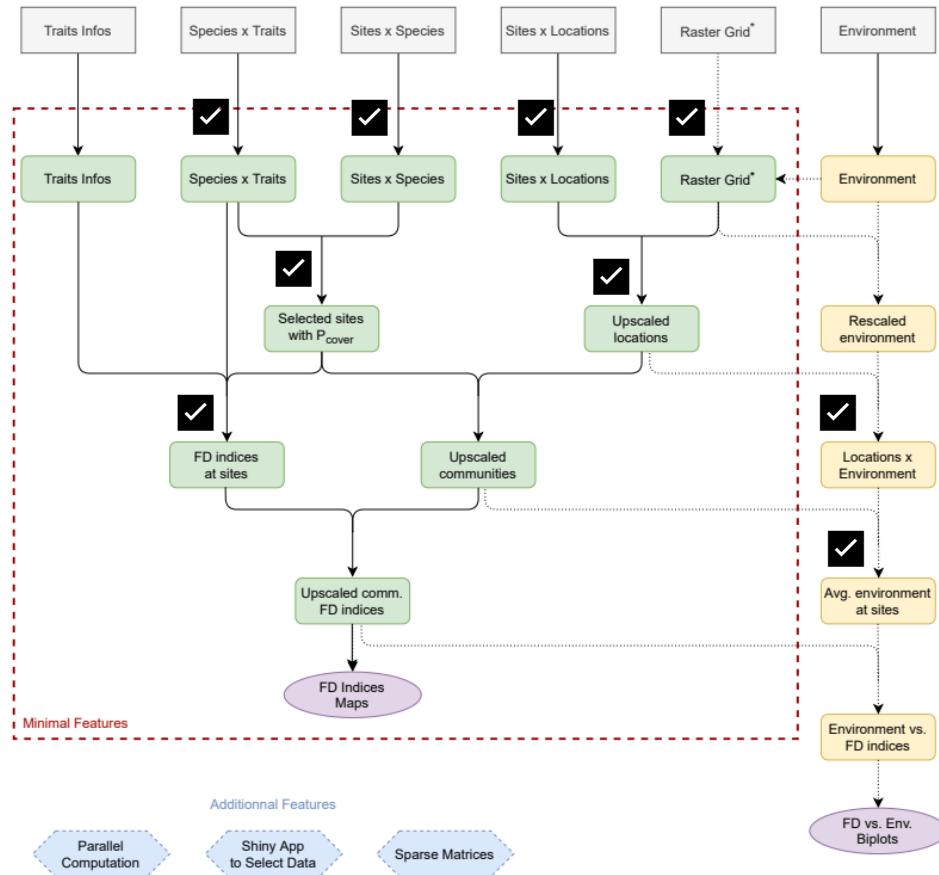 Traits Infos
Species x Traits
Sites x Species
Sites x Locations
Raster Grid*
Environment
Traits Infos
Species x Traits
Sites x Species
Sites x Locations
Raster Grid*
Environment
Selected sites
with Pcover
Upscaled
locations
Rescaled
environment
FD indices
at sites
Upscaled
communities
Locations x
Environment
Upscaled comm.
FD indices
Avg. environment
at sites
FD Indices
Maps
Minimal Features
Environment vs.
FD indices
Additionnal Features
Parallel
Computation
Shiny App
to Select Data
Sparse Matrices
FD vs. Env.
Biplots